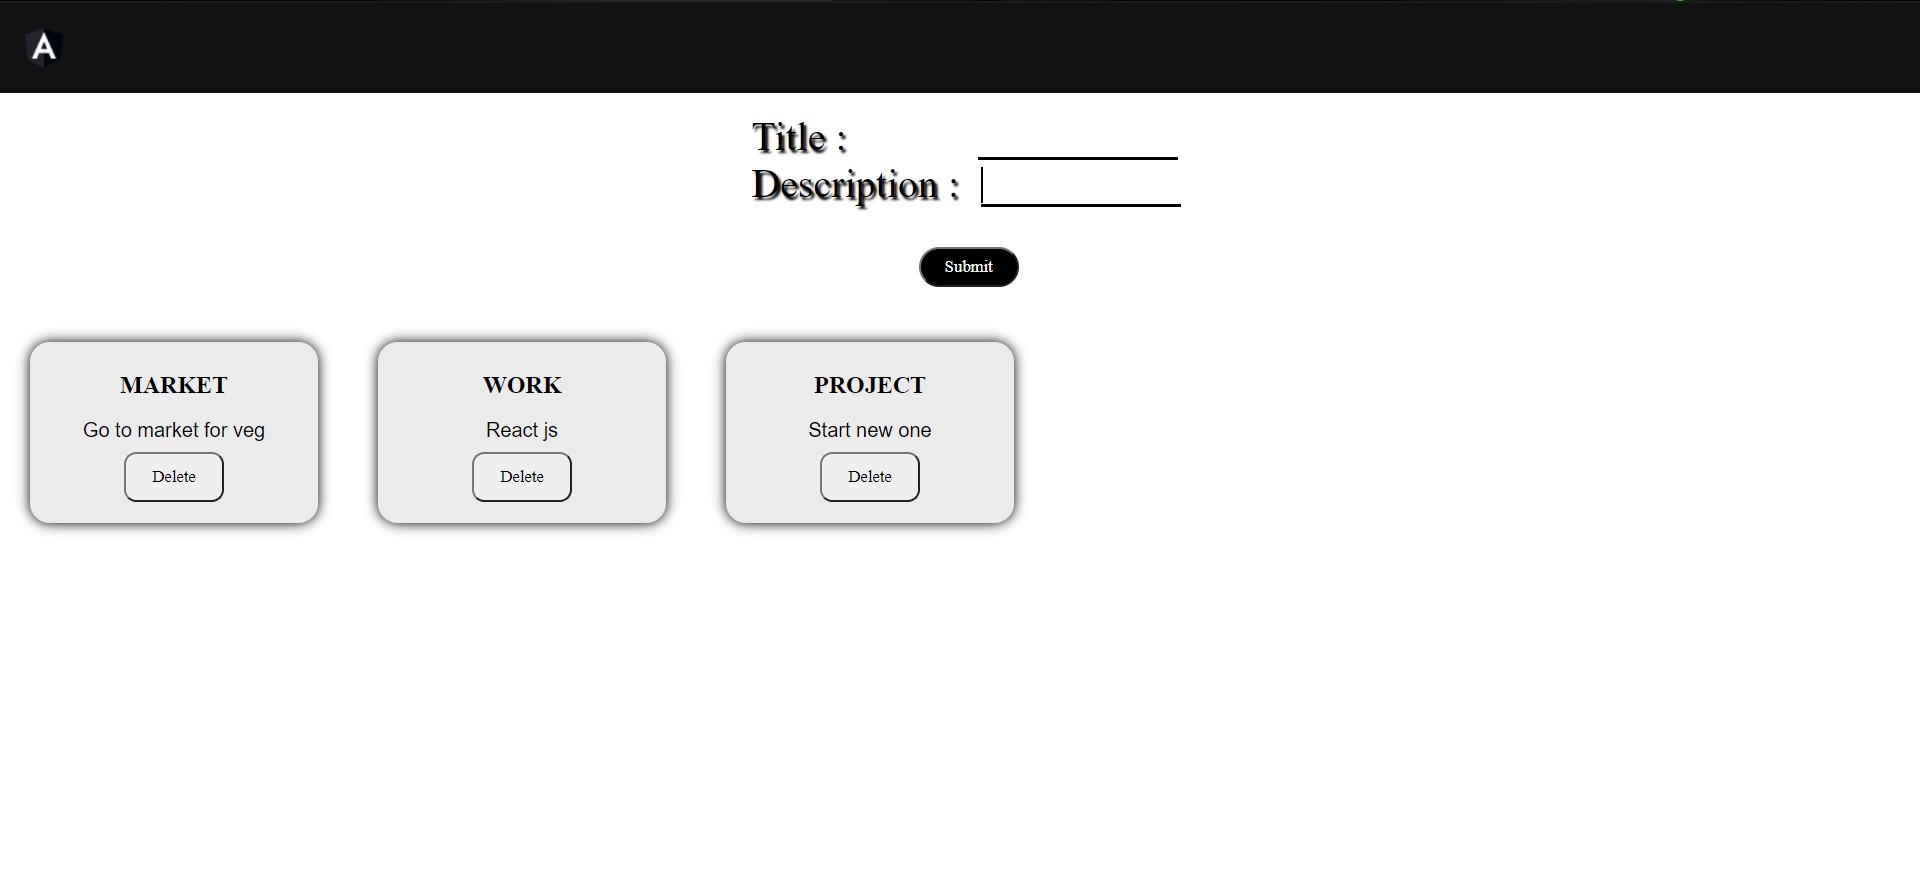 A
Title :
Description :
Submit
MARKET
WORK
PROJECT
Go to market for veg
React js
Start new one
Delete
Delete
Delete